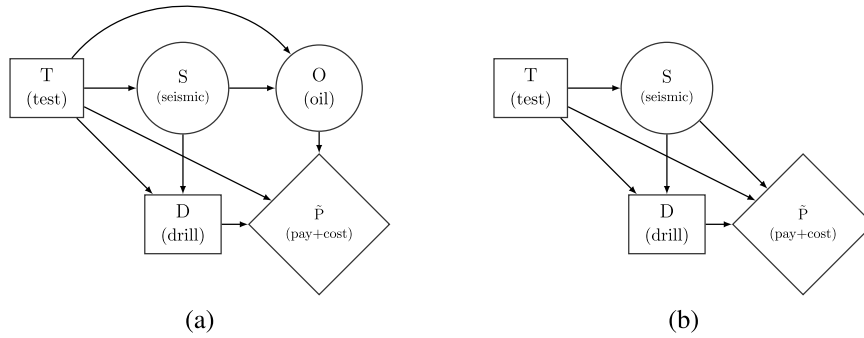 T
(test)
S
(seismic)
O
(oil)
D
(drill)
P̃
(pay+cost)
(a)
T
(test)
S
(seismic)
D
(drill)
P̃
(pay+cost)
(b)